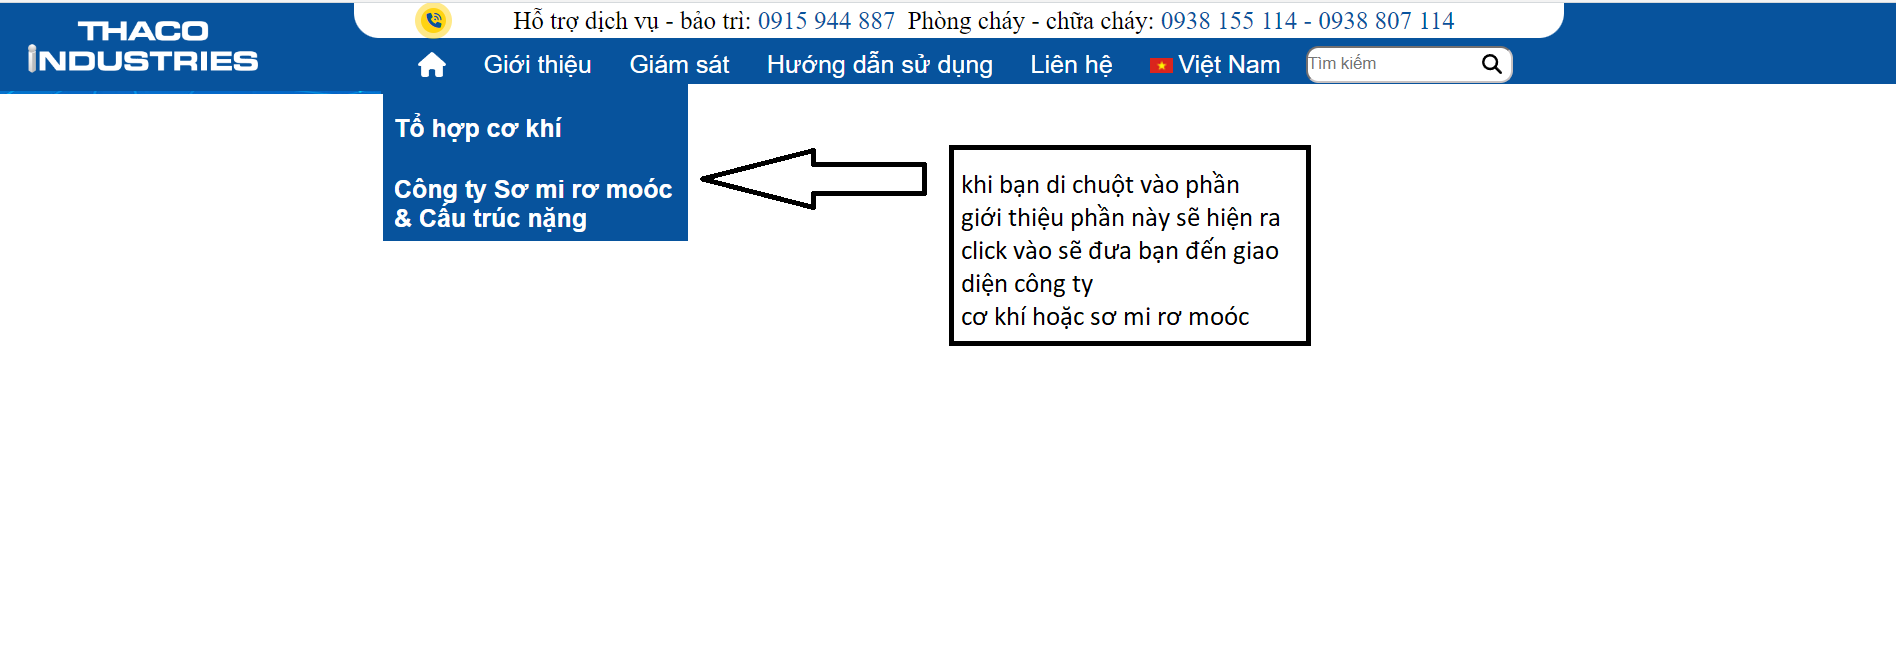 THACO
INDUSTRIES
Hỗ trợ dịch vụ - bảo trì: 0915 944 887 Phòng cháy - chữa cháy: 0938 155 114 - 0938 807 114
Giới thiệu Giám sát Hướng dẫn sử dụng Liên hệ Việt Nam Tìm kiếm
Tổ hợp cơ khí
Công ty Sơ mi rơ moóc
& Cấu trúc nặng
khi bạn di chuột vào phần
giới thiệu phần này sẽ hiện ra
click vào sẽ đưa bạn đến giao
diện công ty
cơ khí hoặc sơ mi rơ moóc